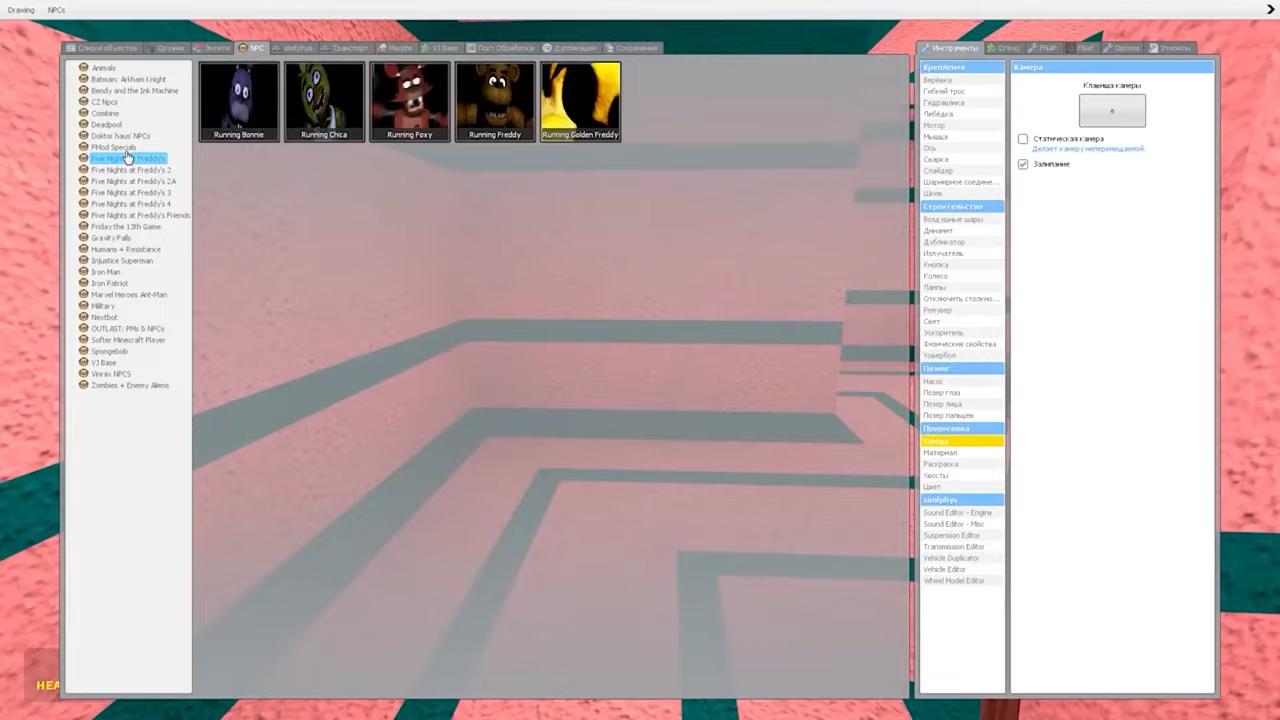 Drawing NPCs
Списки объектов Оружие Энтити NPC simfphys Транспорт Morphs VJ Base Пост Обработка Дупликации Сохранения
Animals
Batman: Arkham Knight
Bendy and the Ink Machine
CZ Npcs
Combine
Deadpool
Doktor haus' NPCs
FMod Specials
Five Nights at Freddy's
Five Nights at Freddy's 2
Five Nights at Freddy's 2A
Five Nights at Freddy's 3
Five Nights at Freddy's 4
Five Nights at Freddy's Friends
Friday the 13th Game
Gravity Falls
Humans + Resistance
Injustice Superman
Iron Man
Iron Patriot
Marvel Heroes Ant-Man
Military
Nextbot
OUTLAST: PMs & NPCs
Softer Minecraft Player
Spongebob
VJ Base
Vinrax NPCS
Zombies + Enemy Aliens
Running Bonnie
Running Chica
Running Foxy
Running Freddy
Running Golden Freddy
HEA
Инструменты DrVrej FNAP FNaF Options Утилиты
Крепления
Верёвка
Гибкий трос
Гидравлика
Лебёдка
Мотор
Мышца
Ось
Сварка
Слайдер
Шарнирное соедине...
Шкив
Строительство
Воздушные шары
Динамит
Дубликатор
Излучатель
Кнопка
Колесо
Лампы
Отключить столкно...
Ремувер
Свет
Ускоритель
Физические свойства
Ховербол
Позинг
Насос
Позер глаз
Позер лица
Позер пальцев
Прорисовка
Камера
Материал
Раскраска
Хвосты
Цвет
simfphys
Sound Editor - Engine
Sound Editor - Misc
Suspension Editor
Transmission Editor
Vehicle Duplicator
Vehicle Editor
Wheel Model Editor
Камера
Клавиша камеры
Статическая камера
Делает камеру неперемещаемой.
Залипание